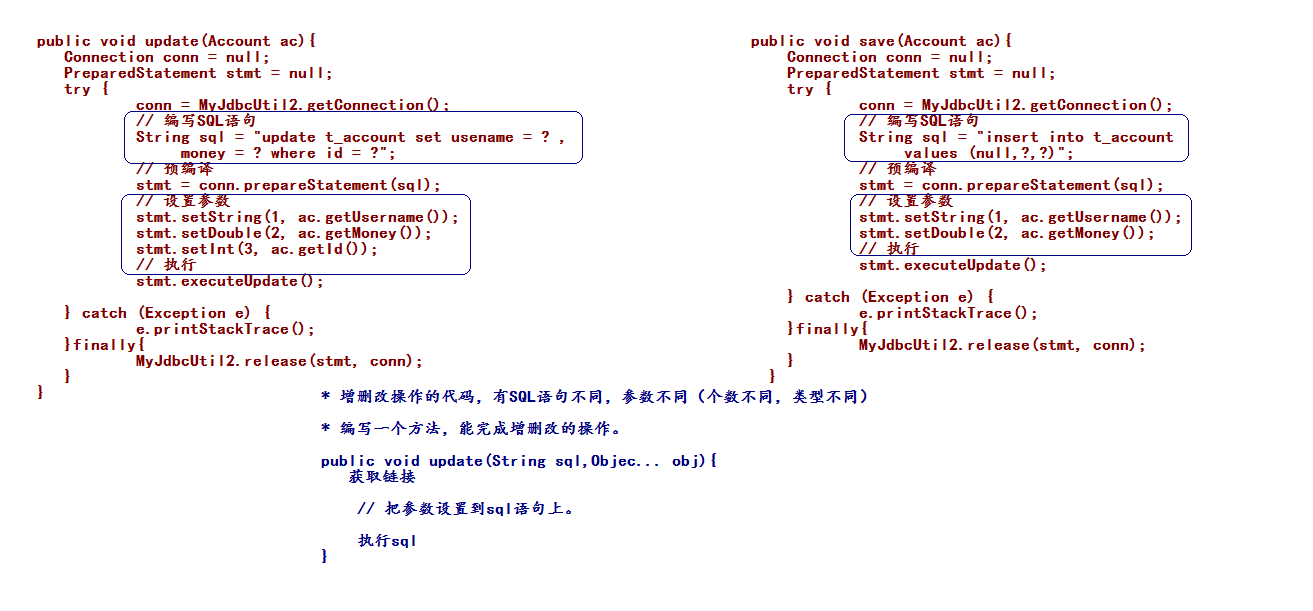 public void update(Account ac){
Connection conn = null;
PreparedStatement stmt = null;
try {
conn = MyJdbcUtil2.getConnection();
// 编写SQL语句
String sql = "update t_account set usename = ? ,
money = ? where id = ?";
// 预编译
stmt = conn.prepareStatement(sql);
// 设置参数
stmt.setString(1, ac.getUsername());
stmt.setDouble(2, ac.getMoney());
stmt.setInt(3, ac.getId());
// 执行
stmt.executeUpdate();
} catch (Exception e) {
e.printStackTrace();
}finally{
MyJdbcUtil2.release(stmt, conn);
}
}
public void save(Account ac){
Connection conn = null;
PreparedStatement stmt = null;
try {
conn = MyJdbcUtil2.getConnection();
// 编写SQL语句
String sql = "insert into t_account
values (null,?,?)";
// 预编译
stmt = conn.prepareStatement(sql);
// 设置参数
stmt.setString(1, ac.getUsername());
stmt.setDouble(2, ac.getMoney());
// 执行
stmt.executeUpdate();
} catch (Exception e) {
e.printStackTrace();
}finally{
MyJdbcUtil2.release(stmt, conn);
}
}
* 增删改操作的代码，有SQL语句不同，参数不同（个数不同，类型不同）
* 编写一个方法，能完成增删改的操作。
public void update(String sql,Objec... obj){
获取链接
// 把参数设置到sql语句上。
执行sql
}